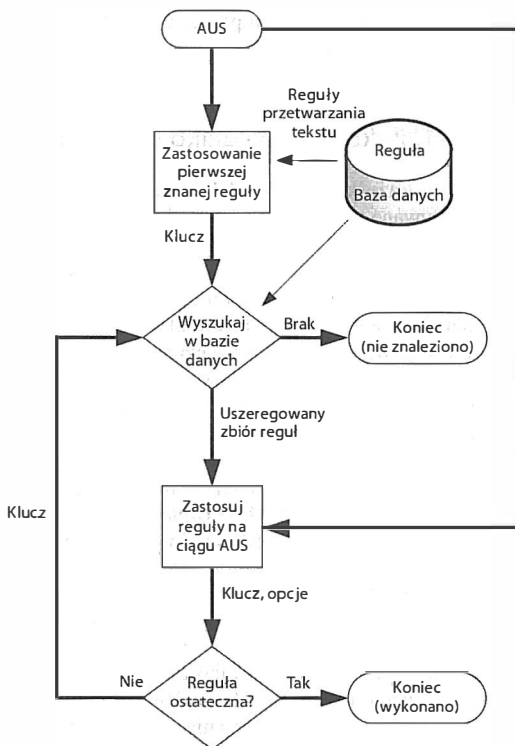 AUS
Reguły
przetwarzania
tekstu
Zastosowanie
pierwszej
znanej reguły
Reguła
Baza danych
Klucz
Wyszukaj
w bazie
danych
Brak
Koniec
(nie znaleziono)
Uszeregowany
zbiór reguł
Klucz
Zastosuj
reguły na
ciągu AUS
Klucz, opcje
Nie
Reguła
ostateczna?
Tak
Koniec
(wykonano)